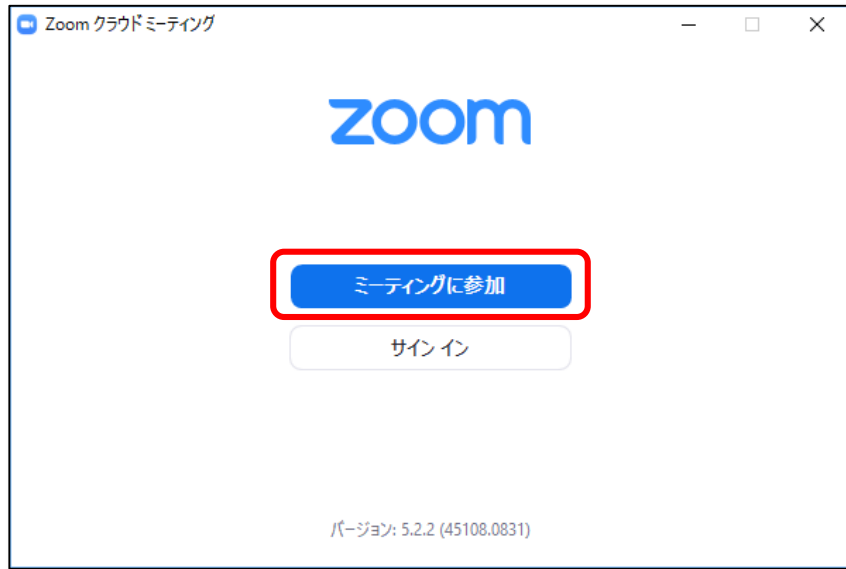 Zoom クラウド ミーティング
zoom
ミーティングに参加
サイン イン
バージョン: 5.2.2 (45108.0831)